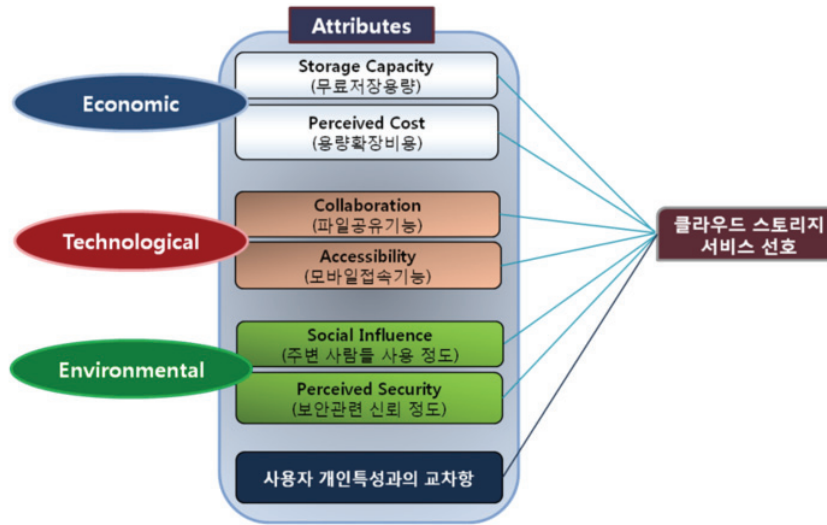 Attributes
Economic
Storage Capacity
(무료저장용량)
Perceived Cost
(용량확장비용)
Technological
Collaboration
(파일공유기능)
Accessibility
(모바일접속기능)
Environmental
Social Influence
(주변 사람들 사용 정도)
Perceived Security
(보안관련 신뢰 정도)
사용자 개인특성과의 교차항
클라우드 스토리지
서비스 선호